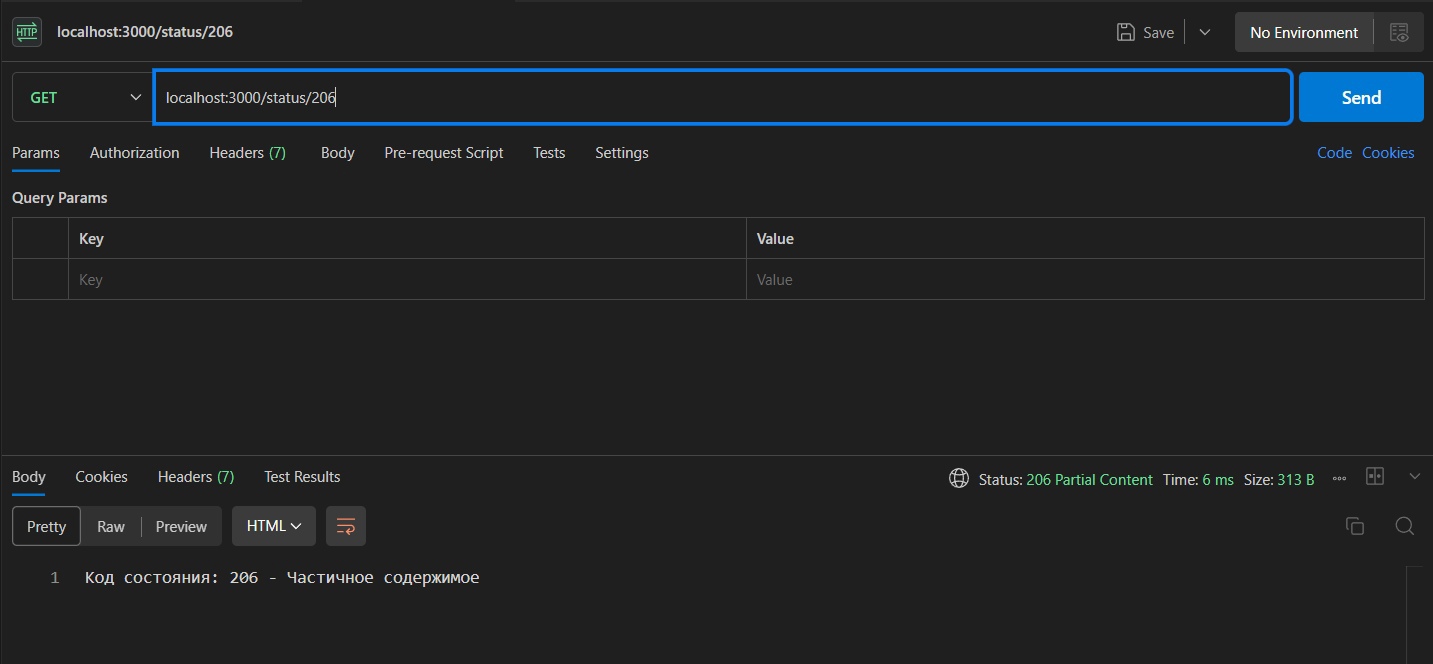 HTTP localhost:3000/status/206 Save No Environment
GET localhost:3000/status/206 Send
Params Authorization Headers (7) Body Pre-request Script Tests Settings Code Cookies
Query Params
Key Value
Key Value
Body Cookies Headers (7) Test Results Status: 206 Partial Content Time: 6 ms Size: 313 B
Pretty Raw Preview HTML
1 Код состояния: 206 - Частичное содержимое